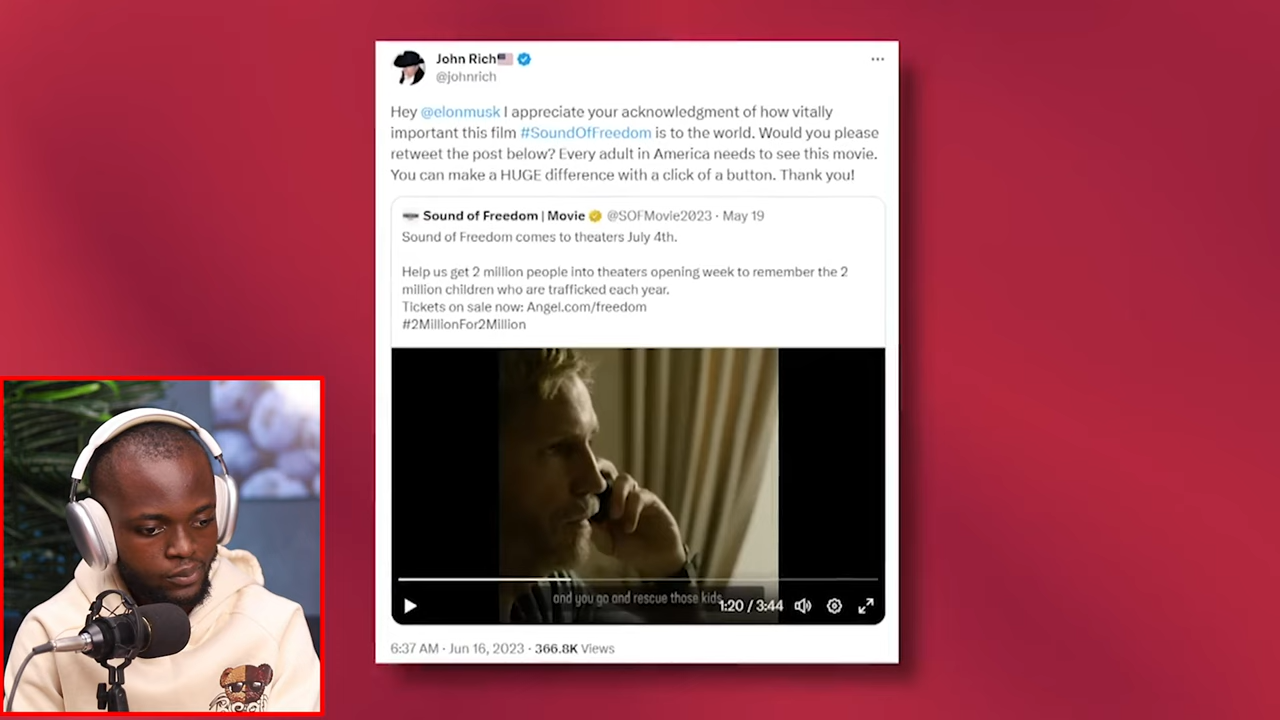 John Rich
@johnrich
Hey @elonmusk I appreciate your acknowledgment of how vitally
important this film #SoundOfFreedom is to the world. Would you please
retweet the post below? Every adult in America needs to see this movie.
You can make a HUGE difference with a click of a button. Thank you!
Sound of Freedom | Movie @SOFMovie2023 · May 19
Sound of Freedom comes to theaters July 4th.
Help us get 2 million people into theaters opening week to remember the 2
million children who are trafficked each year.
Tickets on sale now: Angel.com/freedom
#2MillionFor2Million
and you go and rescue those kids
1:20 / 3:44
6:37 AM · Jun 16, 2023 · 366.8K Views